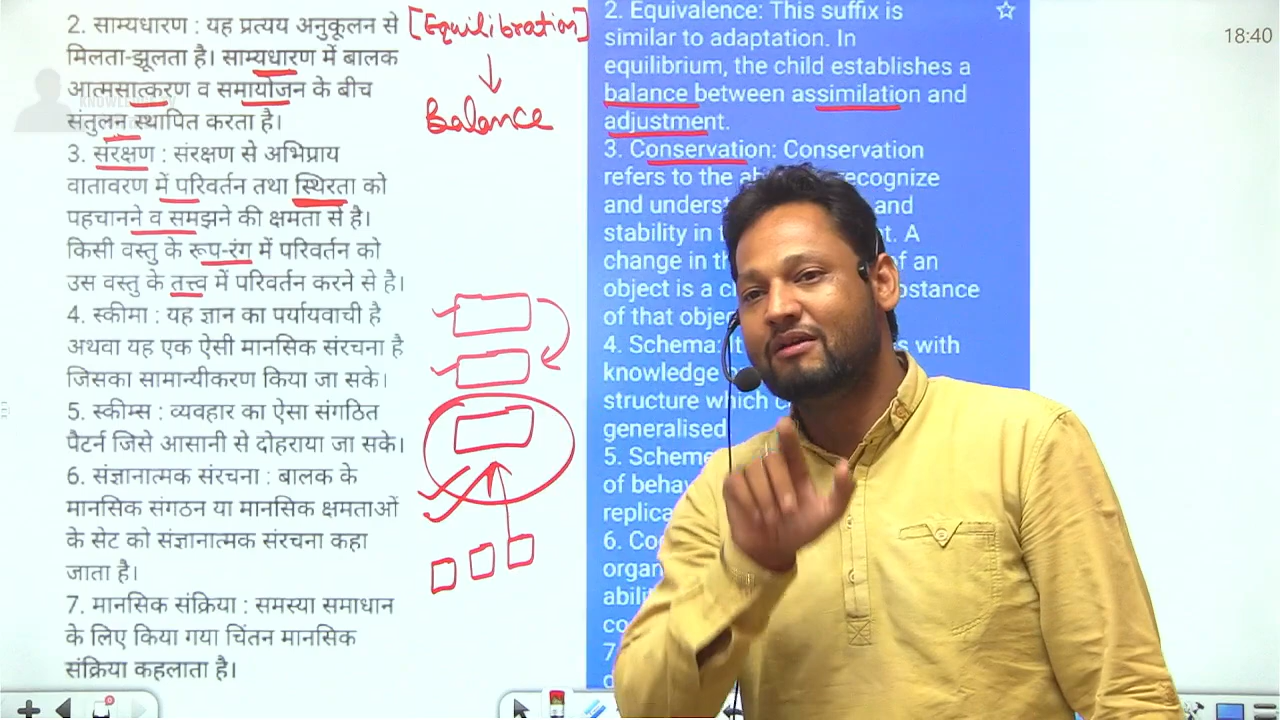 2. साम्यधारण : यह प्रत्यय अनुकूलन से
मिलता-झूलता है। साम्यधारण में बालक
आत्मसात्करण व समायोजन के बीच
संतुलन स्थापित करता है।
3. संरक्षण : संरक्षण से अभिप्राय
वातावरण में परिवर्तन तथा स्थिरता को
पहचानने व समझने की क्षमता से है।
किसी वस्तु के रूप-रंग में परिवर्तन को
उस वस्तु के तत्त्व में परिवर्तन करने से है।
4. स्कीमा : यह ज्ञान का पर्यायवाची है
अथवा यह एक ऐसी मानसिक संरचना है
जिसका सामान्यीकरण किया जा सके।
5. स्कीम्स : व्यवहार का ऐसा संगठित
पैटर्न जिसे आसानी से दोहराया जा सके।
6. संज्ञानात्मक संरचना : बालक के
मानसिक संगठन या मानसिक क्षमताओं
के सेट को संज्ञानात्मक संरचना कहा
जाता है।
7. मानसिक संक्रिया : समस्या समाधान
के लिए किया गया चिंतन मानसिक
संक्रिया कहलाता है।
[Equilibration]
Balance
2. Equivalence: This suffix is
similar to adaptation. In
equilibrium, the child establishes a
balance between assimilation and
adjustment.
3. Conservation: Conservation
refers to the recognize
and and
stability in t. A
change in of an
object is a
of that
4. Schema: with
knowledge
structure which
generalised
5. Scheme
of
6.
7
18:40